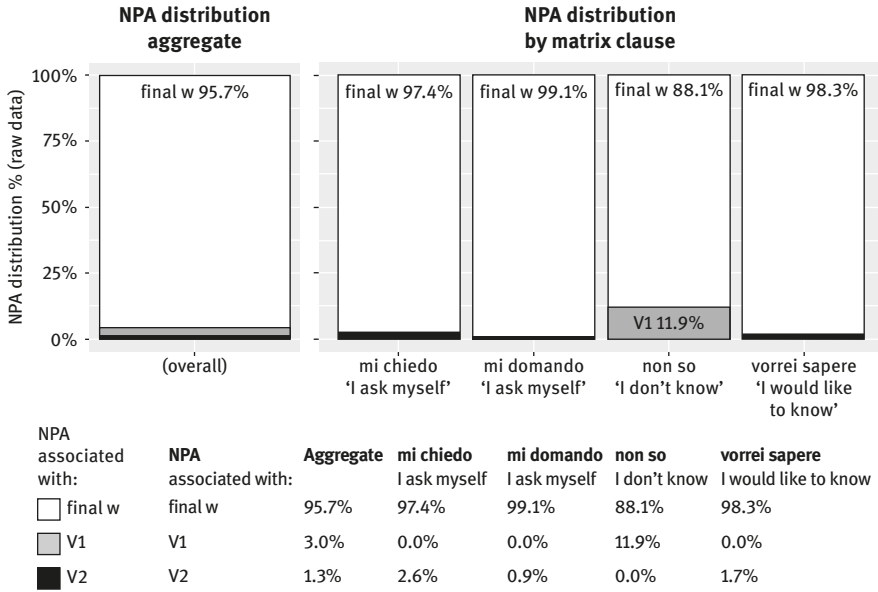 NPA distribution
aggregate
NPA distribution
by matrix clause
NPA distribution % (raw data)
100%
75%
50%
25%
0%
final w 95.7%
final w 97.4%
final w 99.1%
final w 88.1%
final w 98.3%
V1 11.9%
(overall)
mi chiedo
‘I ask myself’
mi domando
‘I ask myself’
non so
‘I don’t know’
vorrei sapere
‘I would like
to know’
NPA
associated
with:
final w
V1
V2
NPA Aggregate mi chiedo mi domando non so vorrei sapere
associated with: I ask myself I ask myself I don’t know I would like to know
final w 95.7% 97.4% 99.1% 88.1% 98.3%
V1 3.0% 0.0% 0.0% 11.9% 0.0%
V2 1.3% 2.6% 0.9% 0.0% 1.7%